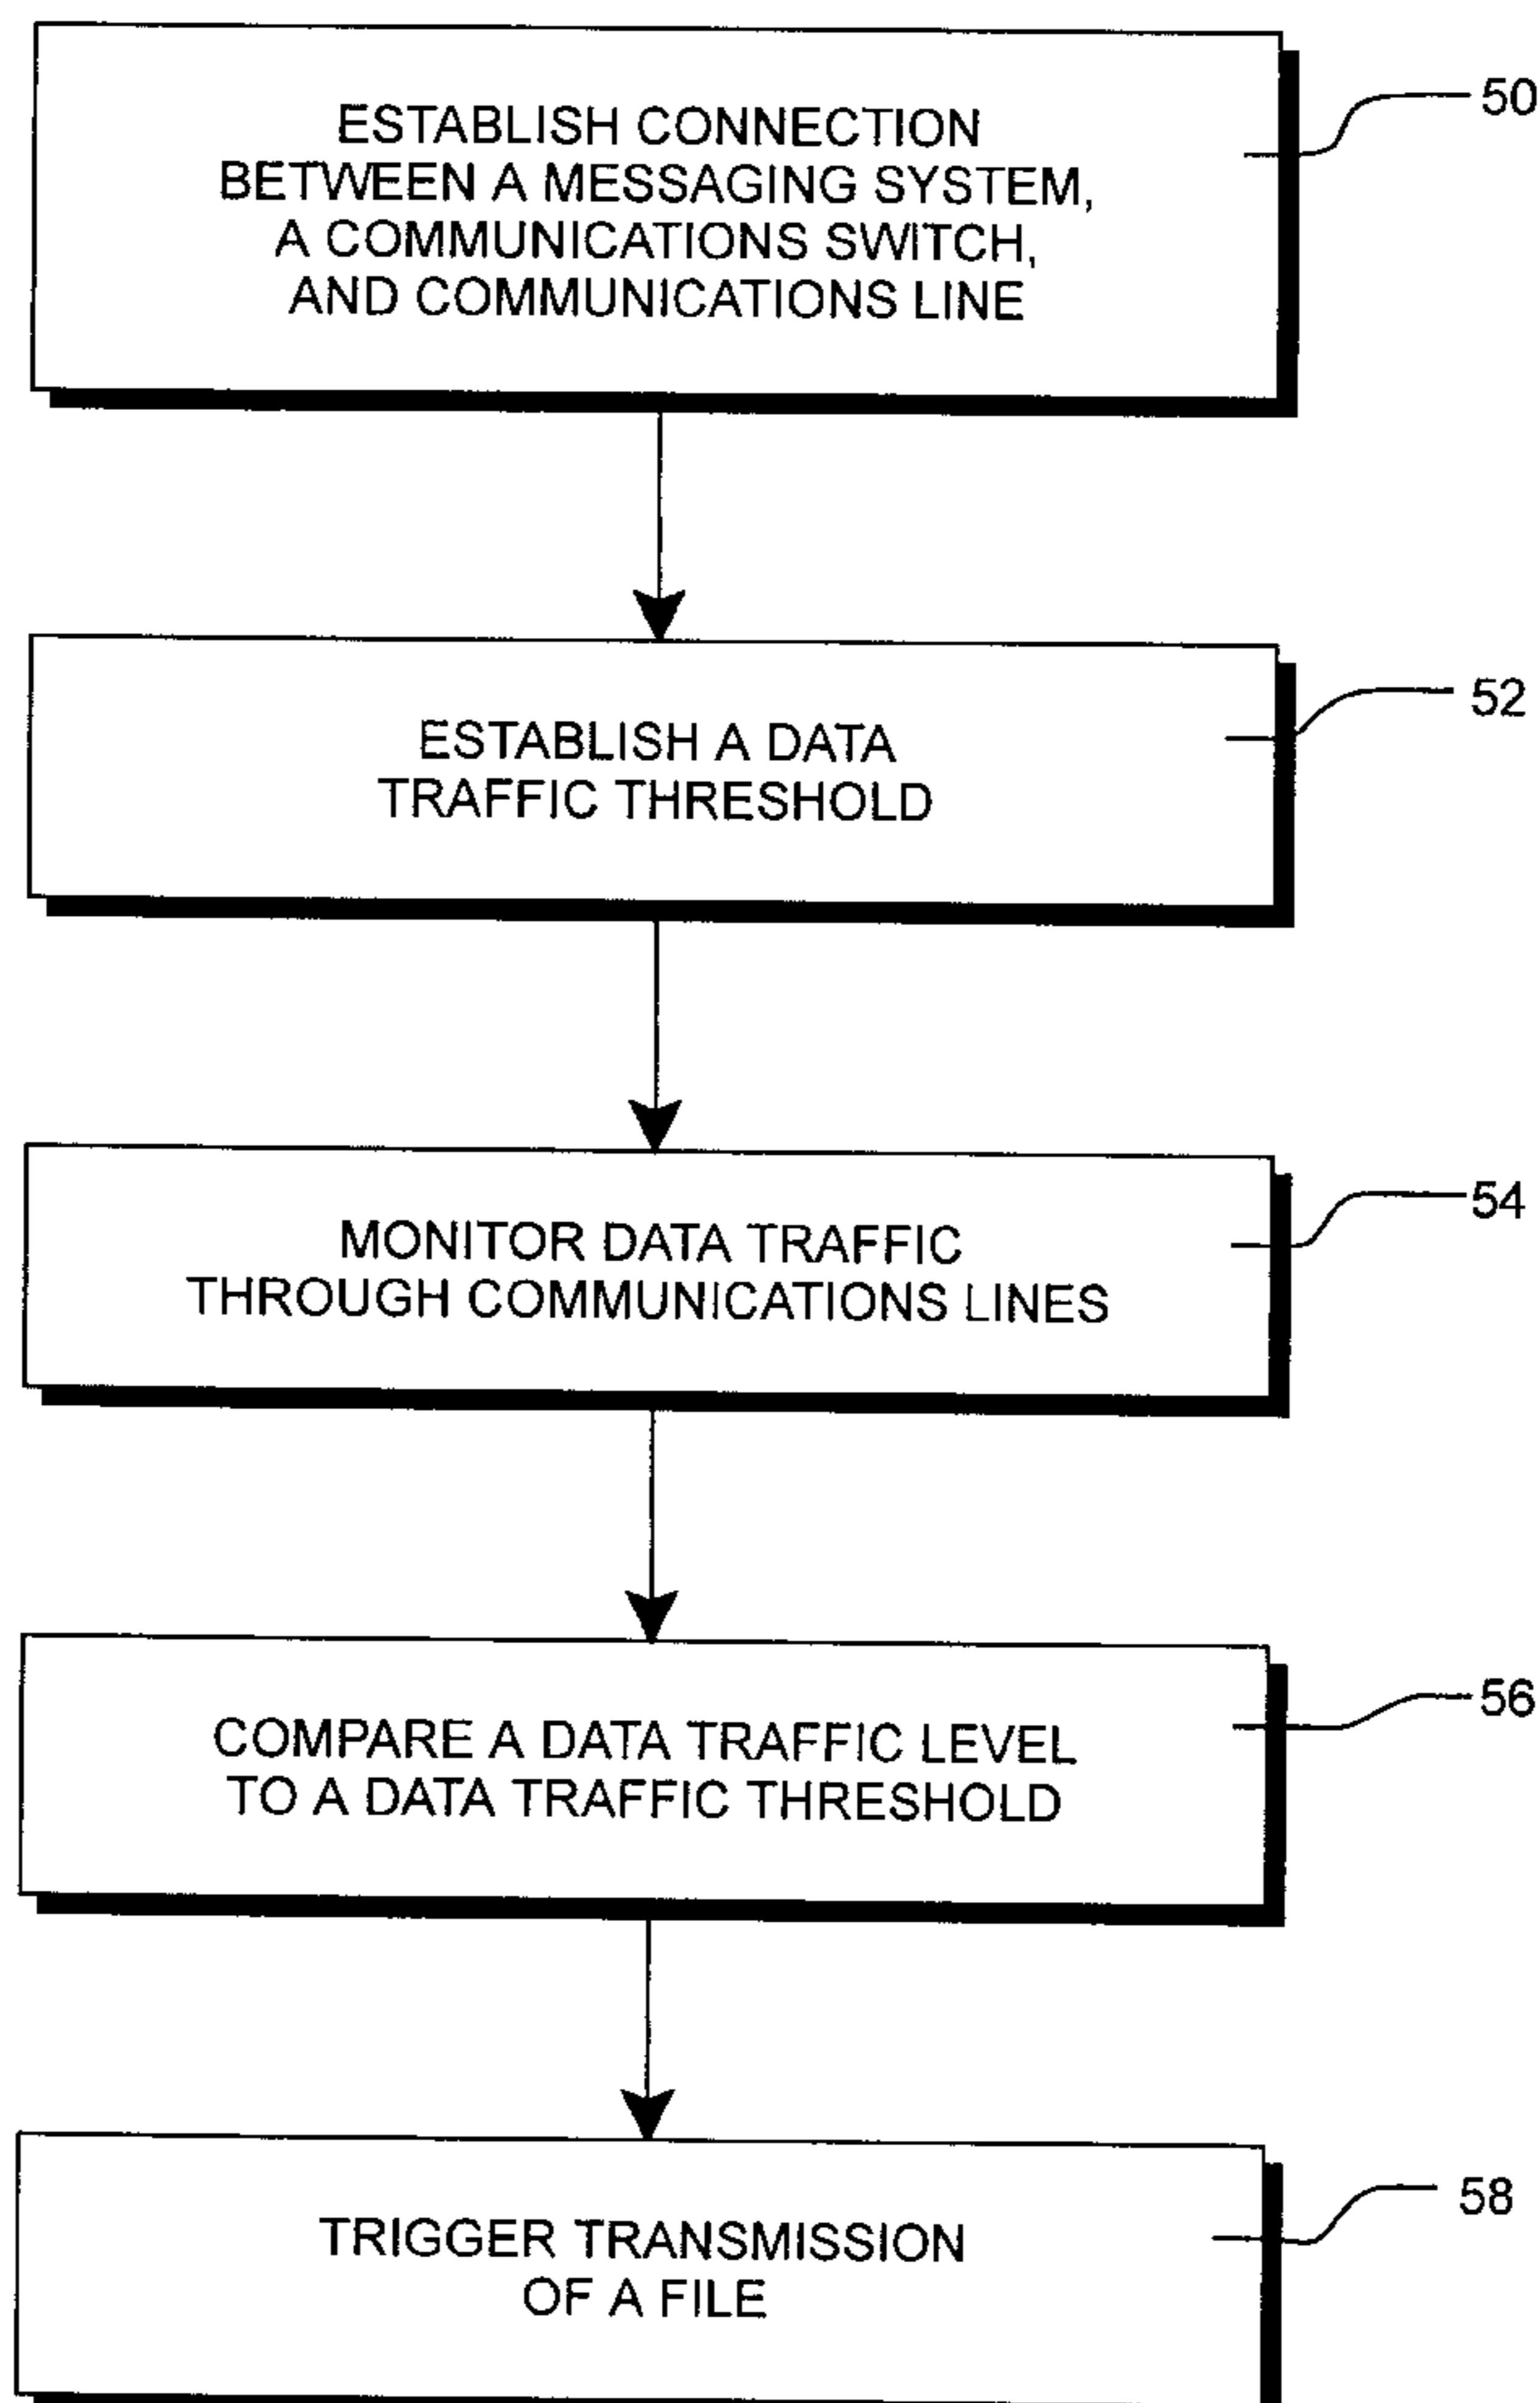 ESTABLISH CONNECTION
BETWEEN A MESSAGING SYSTEM,
A COMMUNICATIONS SWITCH,
AND COMMUNICATIONS LINE
50
ESTABLISH A DATA
TRAFFIC THRESHOLD
52
MONITOR DATA TRAFFIC
THROUGH COMMUNICATIONS LINES
54
COMPARE A DATA TRAFFIC LEVEL
TO A DATA TRAFFIC THRESHOLD
56
TRIGGER TRANSMISSION
OF A FILE
58